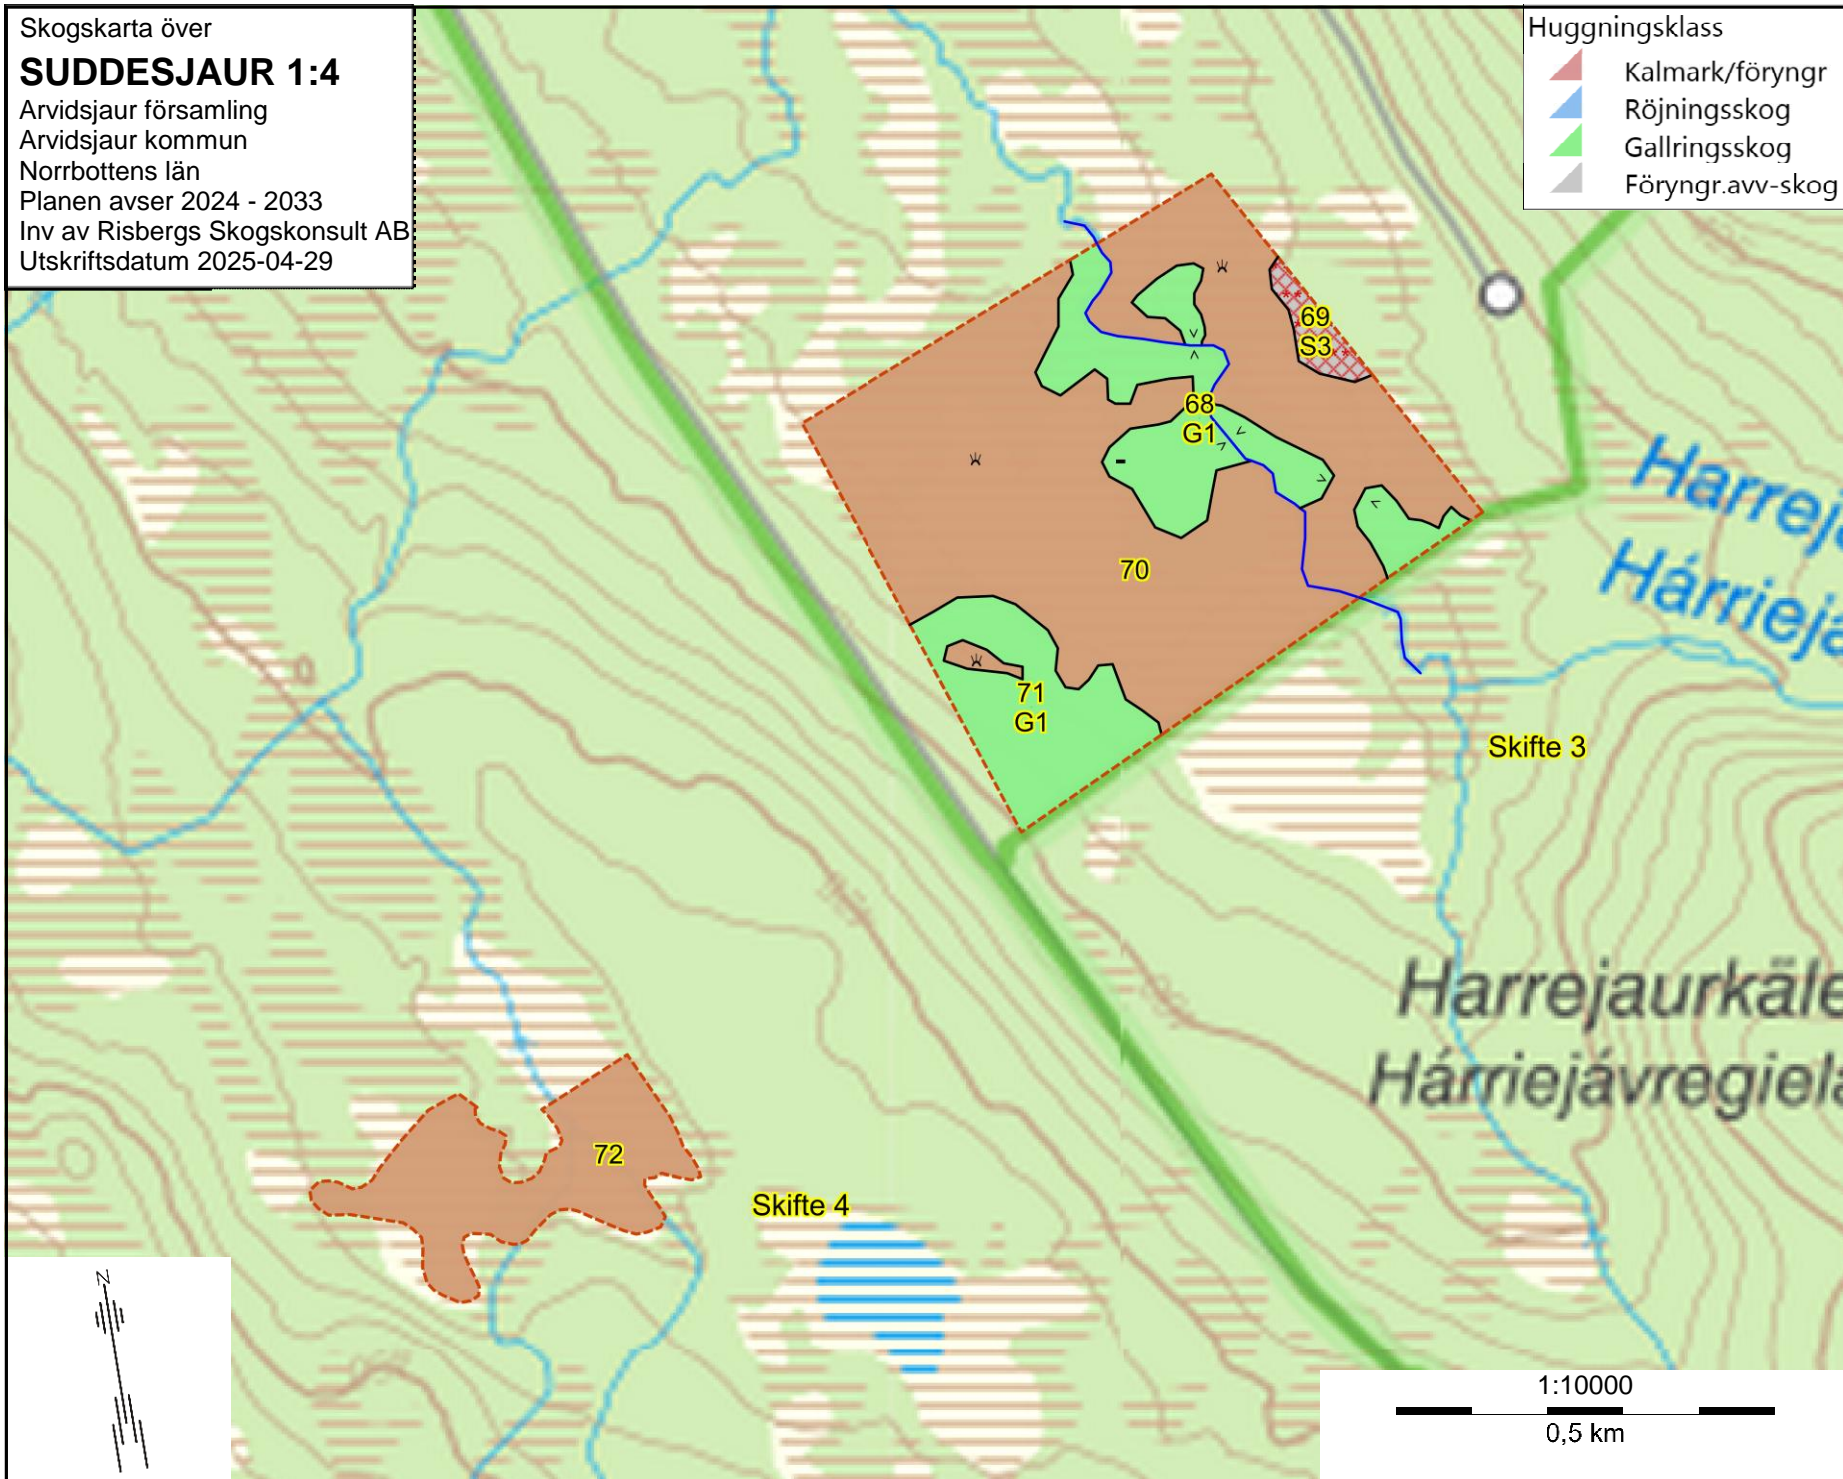 Skogskarta över
SUDDESJAUR 1:4
Arvidsjaur församling
Arvidsjaur kommun
Norrbottens län
Planen avser 2024 - 2033
Inv av Risbergs Skogskonsult AB
Utskriftsdatum 2025-04-29
Huggningsklass
Kalmark/föryngr
Röjningsskog
Gallringsskog
Föryngr.avv-skog
69
S3
68
G1
70
71
G1
Skifte 3
72
Skifte 4
Harrejaurkäle
Hárriejávregiela
N
1:10000
0,5 km